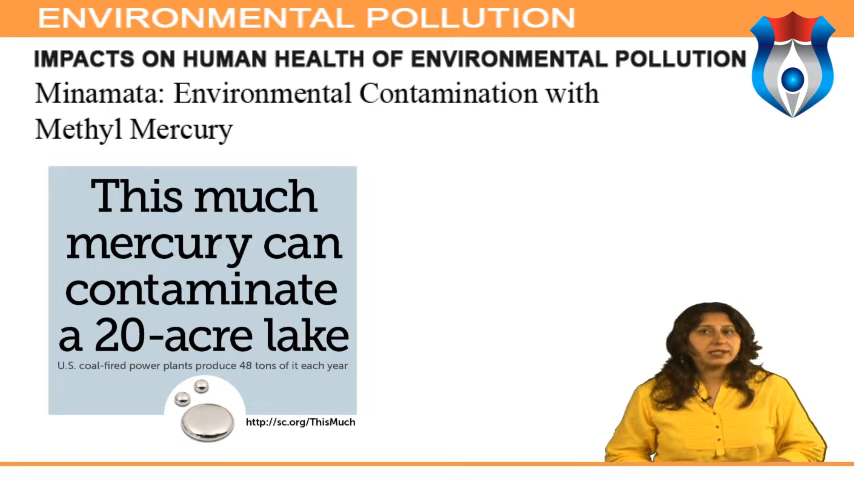 ENVIRONMENTAL POLLUTION
IMPACTS ON HUMAN HEALTH OF ENVIRONMENTAL POLLUTION
Minamata: Environmental Contamination with
Methyl Mercury
This much
mercury can
contaminate
a 20-acre lake
U.S. coal-fired power plants produce 48 tons of it each year
http://sc.org/ThisMuch